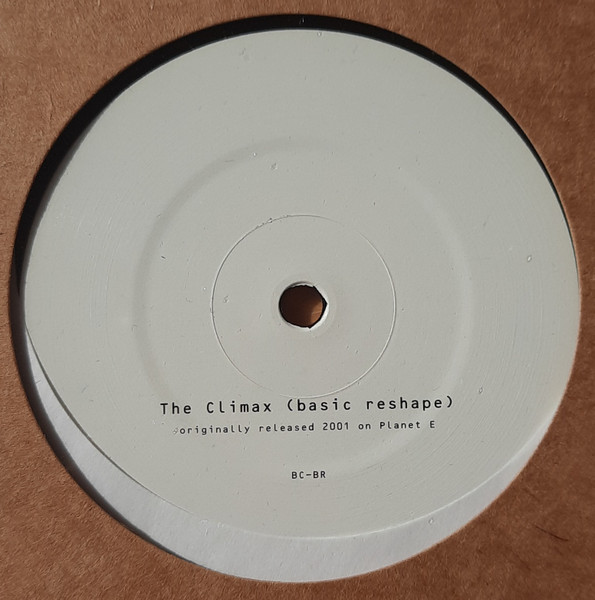 The Climax (basic reshape)
originally released 2001 on Planet E
BC-BR